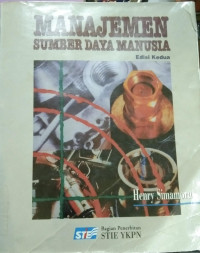 MANAJEMEN
SUMBER DAYA MANUSIA
Edisi Kedua
Henry Simamora
STIE
Bagian Penerbitan
STIE YKPN